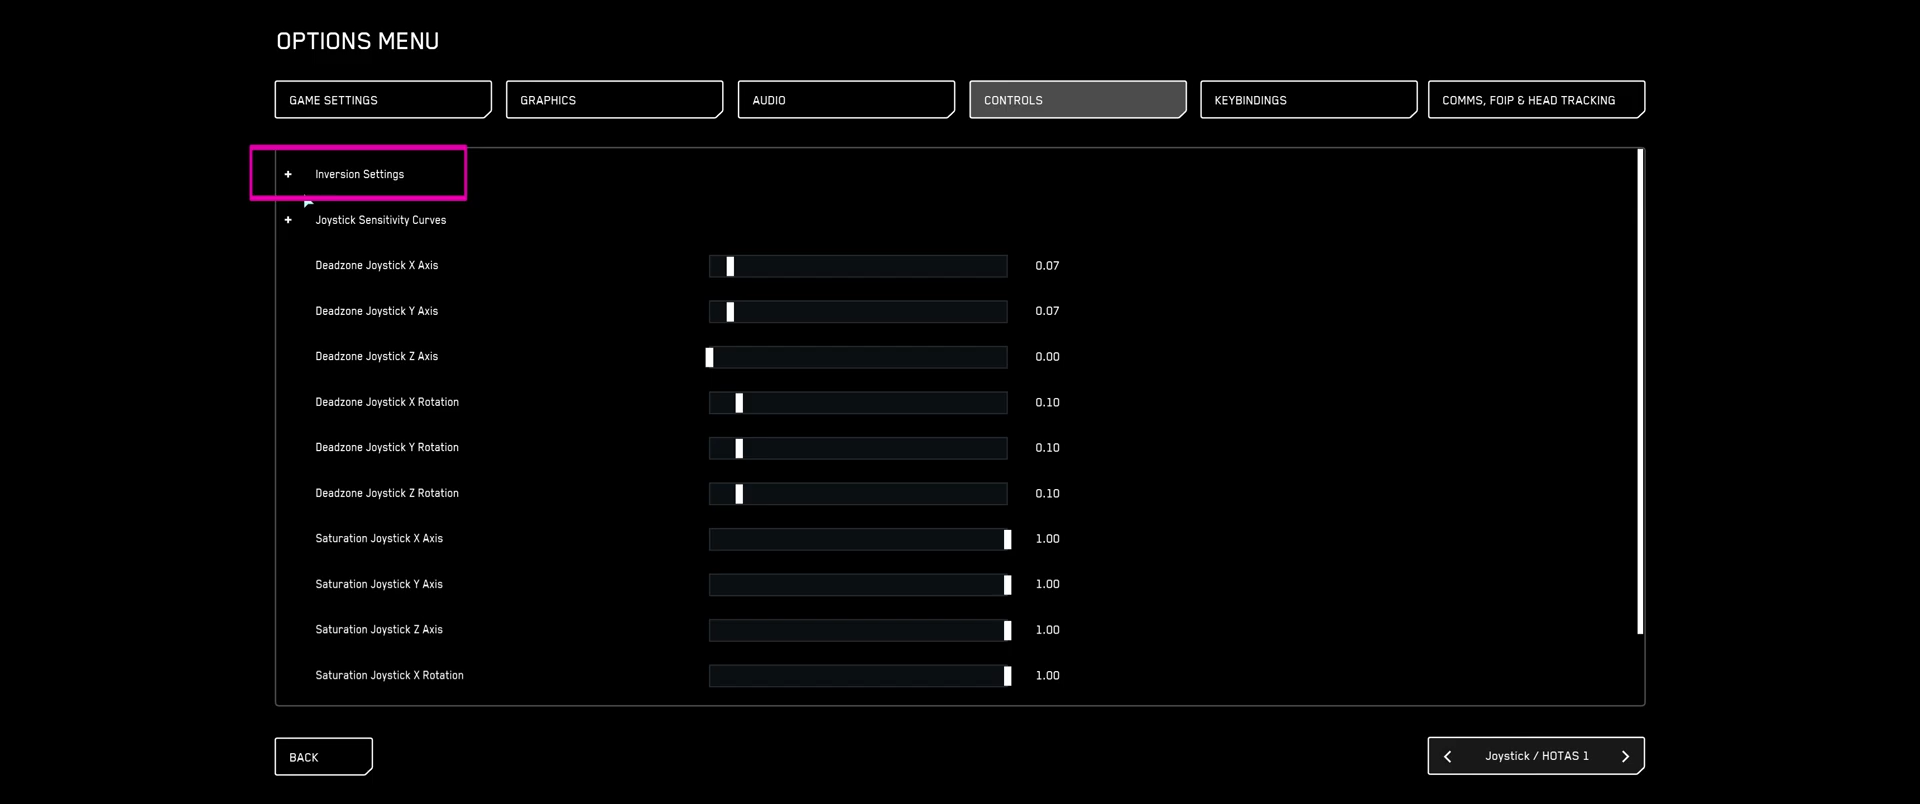 OPTIONS MENU
GAME SETTINGS
GRAPHICS
AUDIO
CONTROLS
KEYBINDINGS
COMMS, FOIP & HEAD TRACKING
+ Inversion Settings
+ Joystick Sensitivity Curves
Deadzone Joystick X Axis 0.07
Deadzone Joystick Y Axis 0.07
Deadzone Joystick Z Axis 0.00
Deadzone Joystick X Rotation 0.10
Deadzone Joystick Y Rotation 0.10
Deadzone Joystick Z Rotation 0.10
Saturation Joystick X Axis 1.00
Saturation Joystick Y Axis 1.00
Saturation Joystick Z Axis 1.00
Saturation Joystick X Rotation 1.00
BACK
Joystick / HOTAS 1